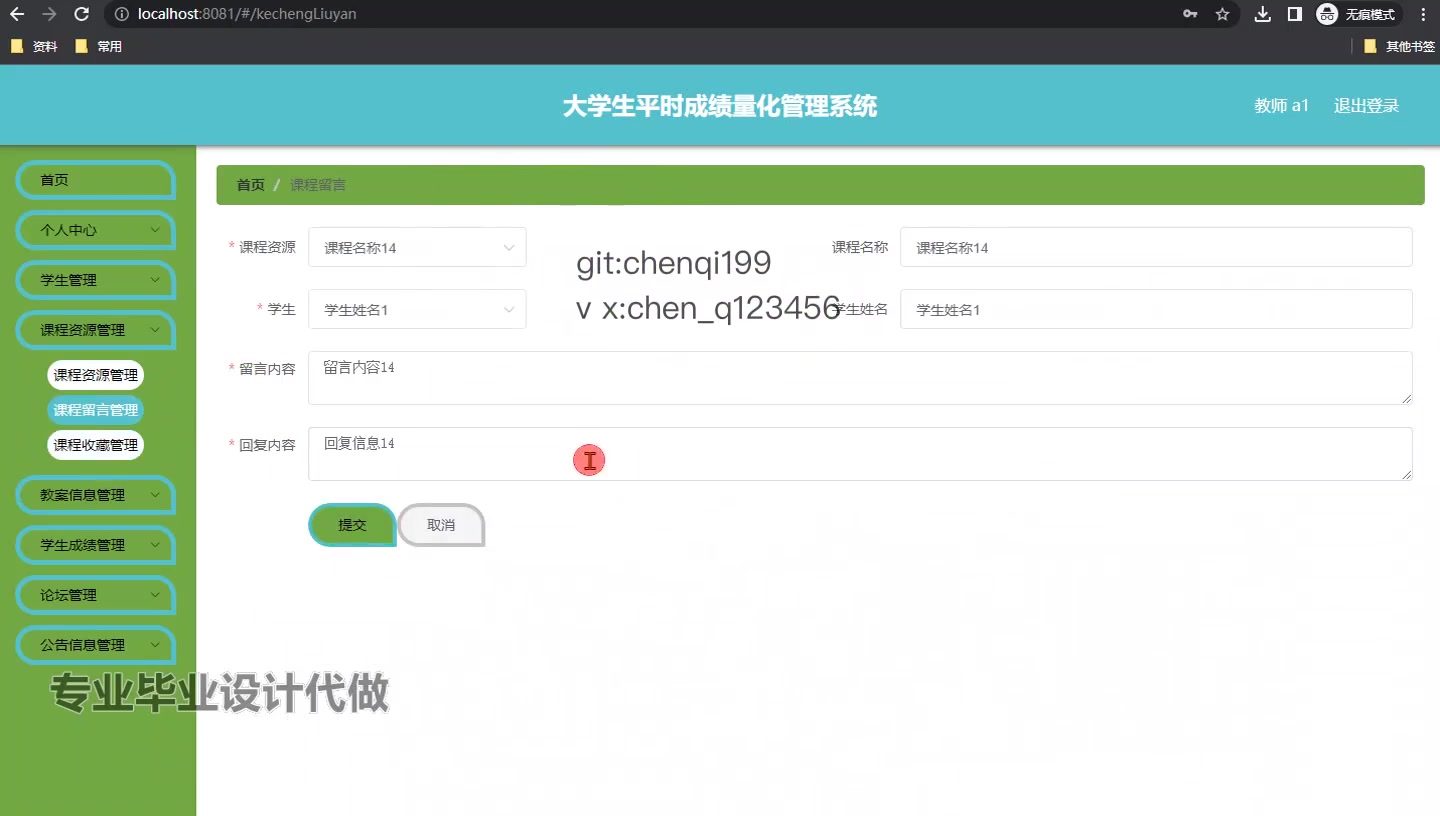 localhost:8081/#/kechengLiuyan
无痕模式
资料
常用
其他书签
大学生平时成绩量化管理系统
教师 a1
退出登录
首页
个人中心
学生管理
课程资源管理
课程资源管理
课程留言管理
课程收藏管理
教案信息管理
学生成绩管理
论坛管理
公告信息管理
首页 / 课程留言
* 课程资源
课程名称14
课程名称
课程名称14
* 学生
学生姓名1
学生姓名
学生姓名1
git:chenqi199
v x:chen_q123456
* 留言内容
留言内容14
* 回复内容
回复信息14
提交
取消
专业毕业设计代做